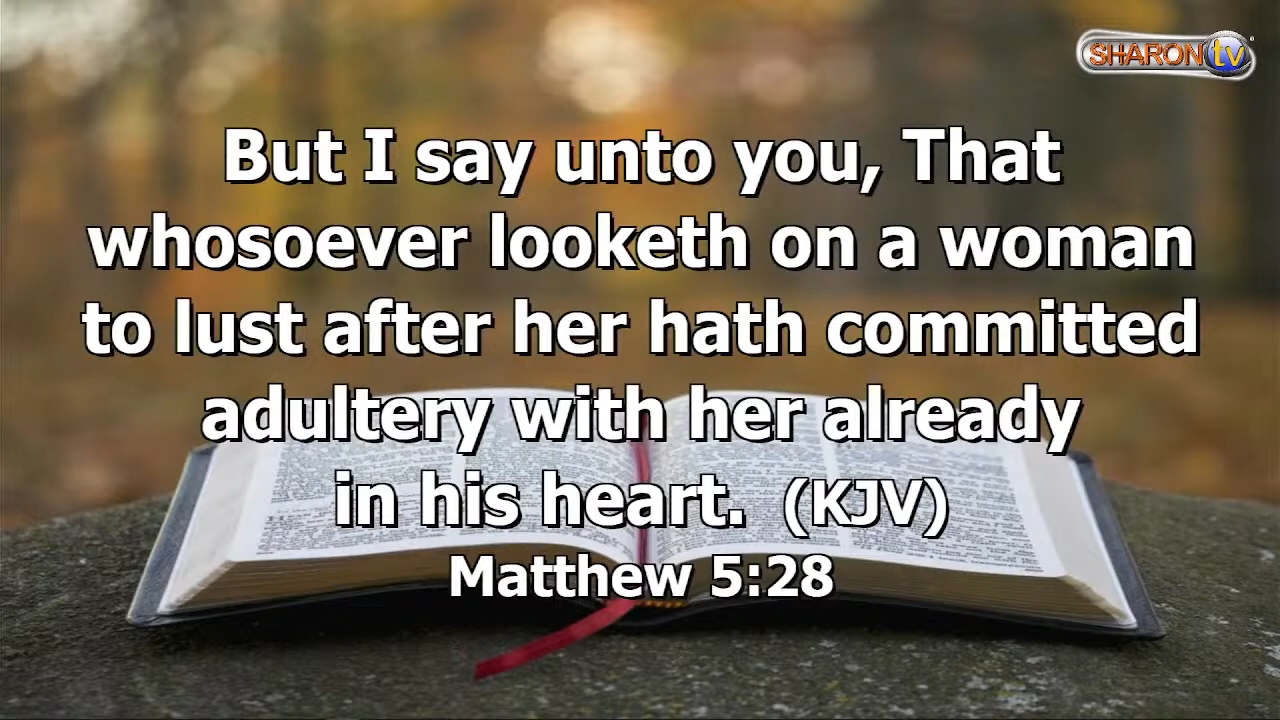 SHARON tv
But I say unto you, That
whosoever looketh on a woman
to lust after her hath committed
adultery with her already
in his heart. (KJV)
Matthew 5:28